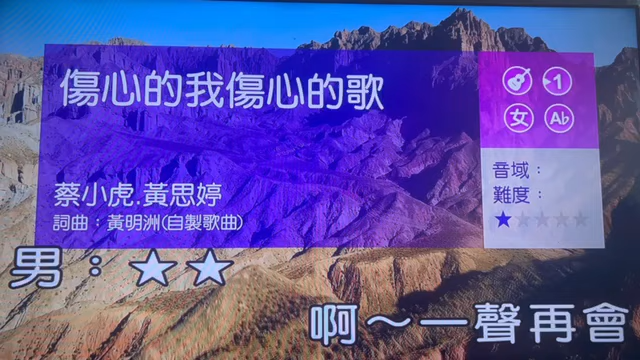 傷心的我傷心的歌
1
女 Ab
蔡小虎.黃思婷
詞曲：黃明洲(自製歌曲)
音域：
難度：
★☆☆☆☆
男：★★
啊～一聲再會